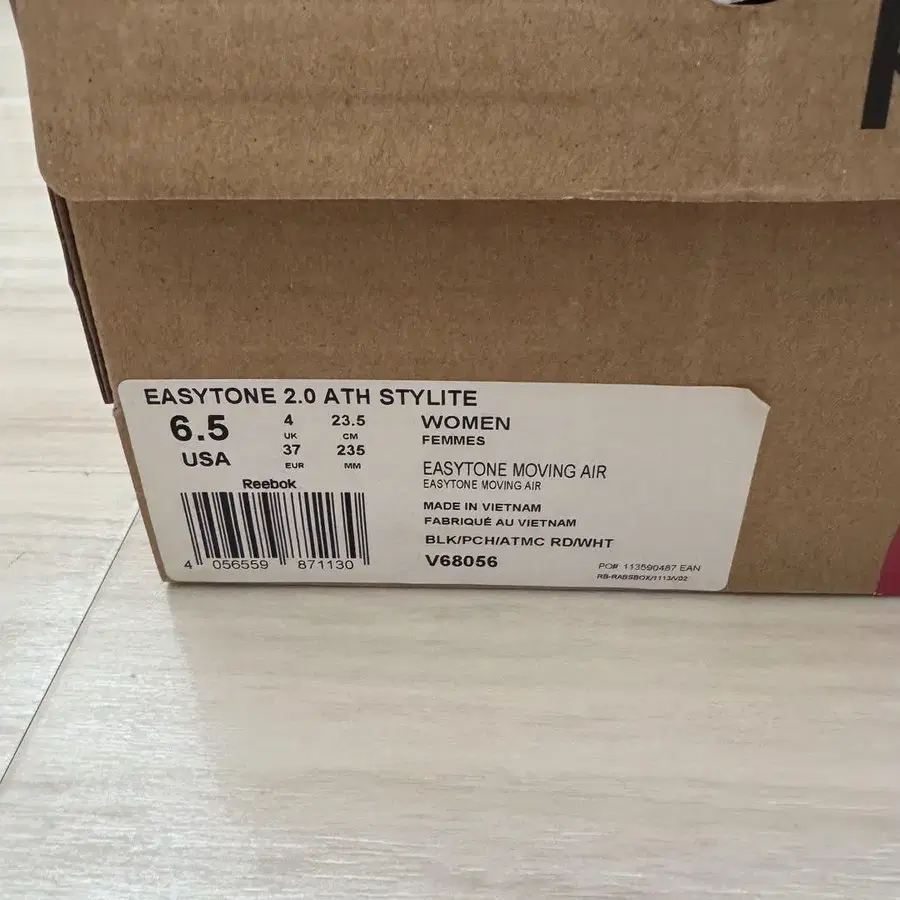 EASYTONE 2.0 ATH STYLITE
6.5 4 23.5
UK CM
USA 37 235
EUR MM
Reebok
4 056559 871130
WOMEN
FEMMES
EASYTONE MOVING AIR
EASYTONE MOVING AIR
MADE IN VIETNAM
FABRIQUÉ AU VIETNAM
BLK/PCH/ATMC RD/WHT
V68056
PO# 113590487 EAN
RB-RABSBOX/1113/V02